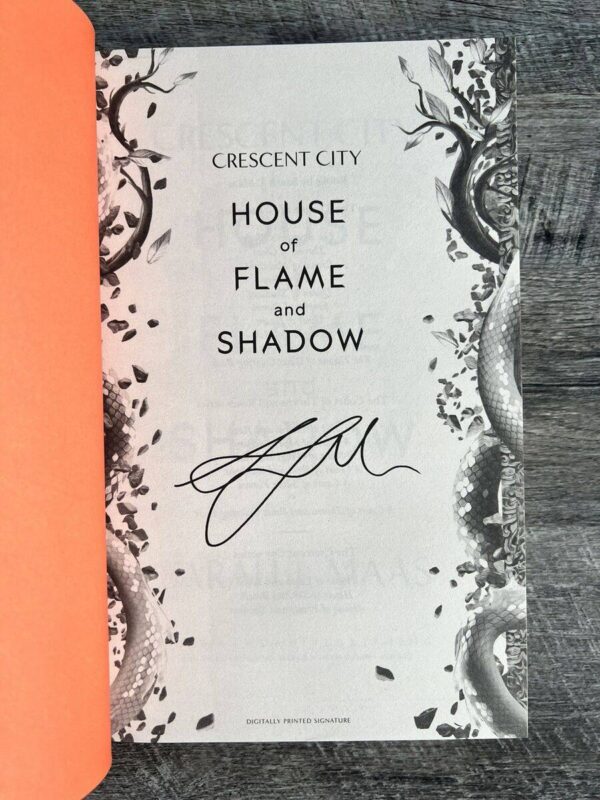 CRESCENT CITY
HOUSE
of
FLAME
and
SHADOW
DIGITALLY PRINTED SIGNATURE